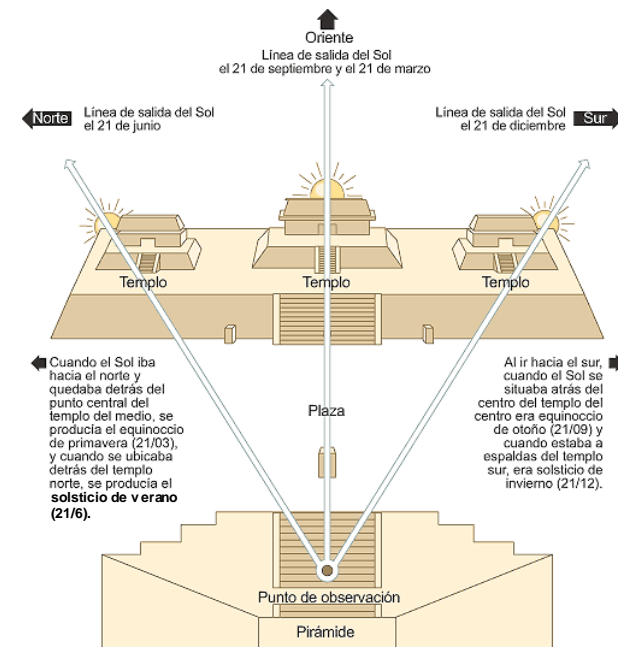 Oriente
Línea de salida del Sol
el 21 de septiembre y el 21 de marzo
Norte
Línea de salida del Sol
el 21 de junio
Línea de salida del Sol
el 21 de diciembre
Sur
Templo
Templo
Templo
Cuando el Sol iba
hacia el norte y
quedaba detrás del
punto central del
templo del medio, se
producía el equinoccio
de primavera (21/03),
y cuando se ubicaba
detrás del templo
norte, se producía el
solsticio de verano
(21/6).
Plaza
Al ir hacia el sur,
cuando el Sol se
situaba atrás del
centro del templo del
centro era equinoccio
de otoño (21/09) y
cuando estaba a
espaldas del templo
sur, era solsticio de
invierno (21/12).
Punto de observación
Pirámide